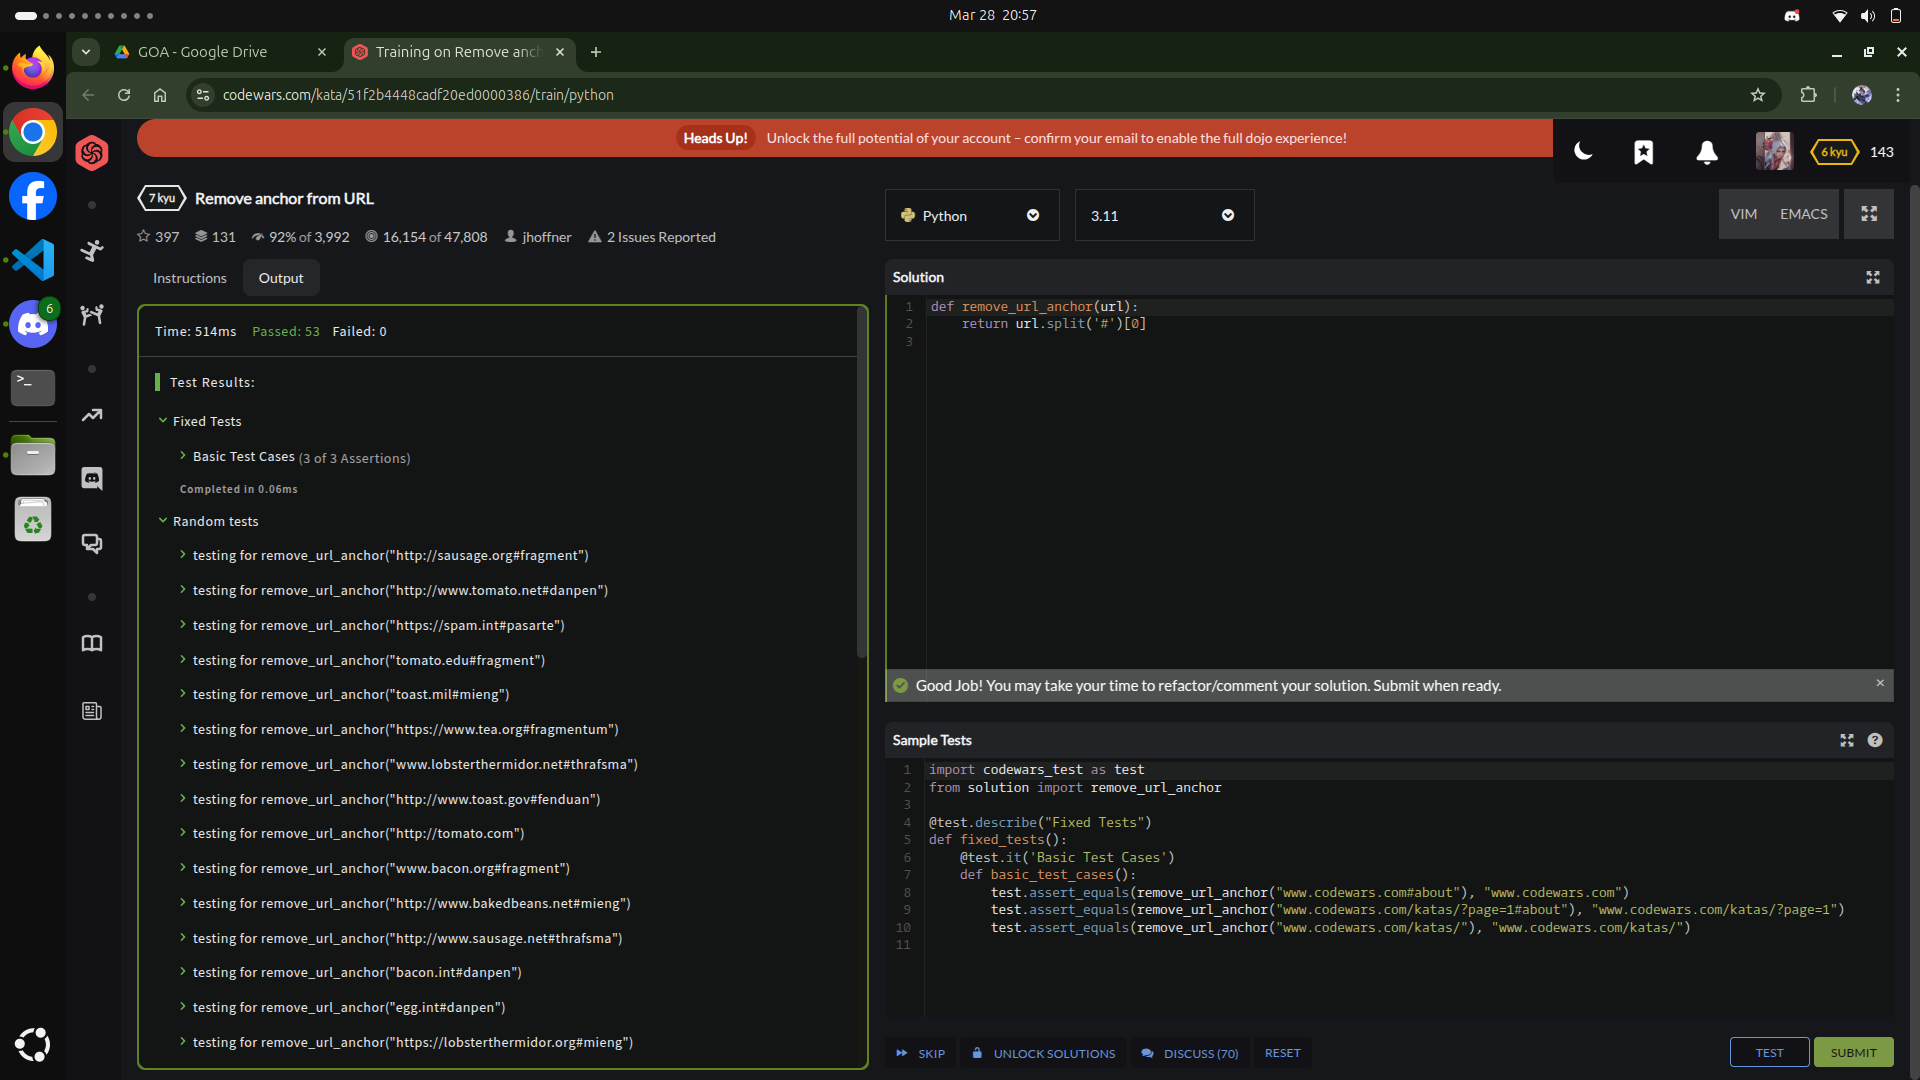 Mar 28 20:57
GOA - Google Drive
Training on Remove anch
codewars.com/kata/51f2b4448cadf20ed0000386/train/python
Heads Up! Unlock the full potential of your account – confirm your email to enable the full dojo experience!
6 kyu 143
6
7 kyu Remove anchor from URL
397 131 92% of 3,992 16,154 of 47,808 jhoffner 2 Issues Reported
Instructions Output
Time: 514ms Passed: 53 Failed: 0
Test Results:
Fixed Tests
Basic Test Cases (3 of 3 Assertions)
Completed in 0.06ms
Random tests
testing for remove_url_anchor("http://sausage.org#fragment")
testing for remove_url_anchor("http://www.tomato.net#danpen")
testing for remove_url_anchor("https://spam.int#pasarte")
testing for remove_url_anchor("tomato.edu#fragment")
testing for remove_url_anchor("toast.mil#mieng")
testing for remove_url_anchor("https://www.tea.org#fragmentum")
testing for remove_url_anchor("www.lobsterthermidor.net#thrafsma")
testing for remove_url_anchor("http://www.toast.gov#fenduan")
testing for remove_url_anchor("http://tomato.com")
testing for remove_url_anchor("www.bacon.org#fragment")
testing for remove_url_anchor("http://www.bakedbeans.net#mieng")
testing for remove_url_anchor("http://www.sausage.net#thrafsma")
testing for remove_url_anchor("bacon.int#danpen")
testing for remove_url_anchor("egg.int#danpen")
testing for remove_url_anchor("https://lobsterthermidor.org#mieng")
Python 3.11 VIM EMACS
Solution
1 def remove_url_anchor(url):
2     return url.split('#')[0]
3
Good Job! You may take your time to refactor/comment your solution. Submit when ready.
Sample Tests
1 import codewars_test as test
2 from solution import remove_url_anchor
3
4 @test.describe("Fixed Tests")
5 def fixed_tests():
6     @test.it('Basic Test Cases')
7     def basic_test_cases():
8         test.assert_equals(remove_url_anchor("www.codewars.com#about"), "www.codewars.com")
9         test.assert_equals(remove_url_anchor("www.codewars.com/katas/?page=1#about"), "www.codewars.com/katas/?page=1")
10         test.assert_equals(remove_url_anchor("www.codewars.com/katas/"), "www.codewars.com/katas/")
11
SKIP UNLOCK SOLUTIONS DISCUSS (70) RESET TEST SUBMIT